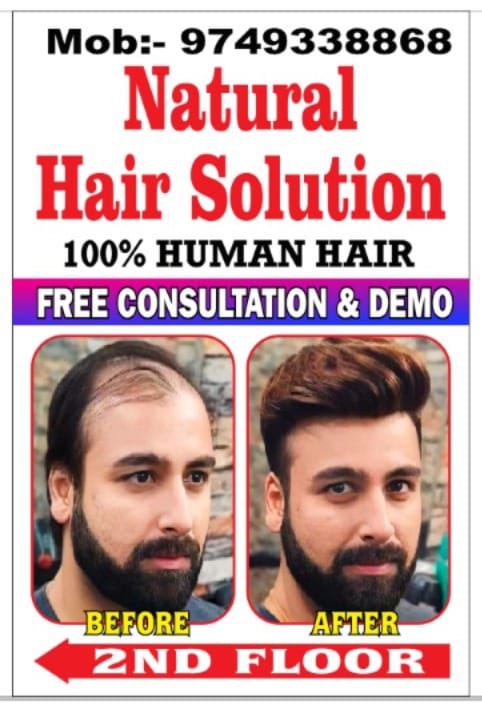 Mob:- 9749338868
Natural
Hair Solution
100% HUMAN HAIR
FREE CONSULTATION & DEMO
BEFORE
AFTER
2ND FLOOR